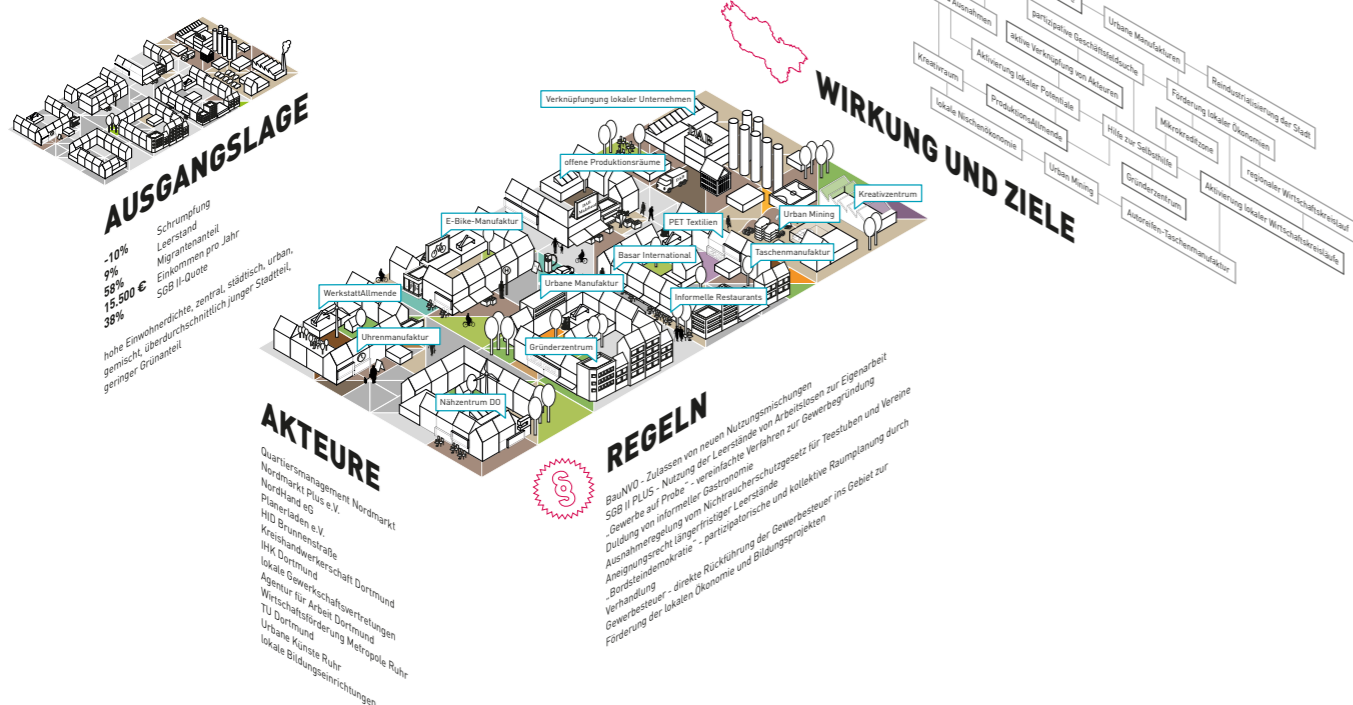 AUSGANGSLAGE
-10% Schrumpfung
9% Leerstand
58% Migrantenanteil
15.500 € Einkommen pro Jahr
38% SGB II-Quote
hohe Einwohnerdichte, zentral, städtisch, urban,
gemischt, überdurchschnittlich junger Stadtteil,
geringer Grünanteil
Verknüpfungung lokaler Unternehmen
offene Produktionsräume
E-Bike-Manufaktur
PET Textilien
Urban Mining
Kreativzentrum
Basar International
Taschenmanufaktur
WerkstattAllmende
Urbane Manufaktur
Informelle Restaurants
Uhrenmanufaktur
Gründerzentrum
Nähzentrum DO
AKTEURE
Quartiersmanagement Nordmarkt
Nordmarkt Plus e.V.
NordHand eG
Planerladen e.V.
HID Brunnenstraße
Kreishandwerkerschaft Dortmund
IHK Dortmund
lokale Gewerkschaftsvertretungen
Agentur für Arbeit Dortmund
Wirtschaftsförderung Metropole Ruhr
TU Dortmund
Urbane Künste Ruhr
lokale Bildungseinrichtungen
§
REGELN
BauNVO - Zulassen von neuen Nutzungsmischungen
SGB II PLUS - Nutzung der Leerstände von Arbeitslosen zur Eigenarbeit
„Gewerbe auf Probe“ - vereinfachte Verfahren zur Gewerbegründung
Duldung von informeller Gastronomie
Ausnahmeregelung vom Nichtraucherschutzgesetz für Teestuben und Vereine
Aneignungsrecht längerfristiger Leerstände
„Bordsteindemokratie“ - partizipatorische und kollektive Raumplanung durch
Verhandlung
Gewerbesteuer - direkte Rückführung der Gewerbesteuer ins Gebiet zur
Förderung der lokalen Ökonomie und Bildungsprojekten
WIRKUNG UND ZIELE
Ausnahmen
partizipative Geschäftsfeldsuche
Urbane Manufakturen
Kreativraum
aktive Verknüpfung von Akteuren
Reindustrialisierung der Stadt
Aktivierung lokaler Potentiale
Förderung lokaler Ökonomien
lokale Nischenökonomie
ProduktionsAllmende
Mikrokreditzone
Hilfe zur Selbsthilfe
regionaler Wirtschaftskreislauf
Urban Mining
Gründerzentrum
Aktivierung lokaler Wirtschaftskreisläufe
Autoreifen-Taschenmanufaktur